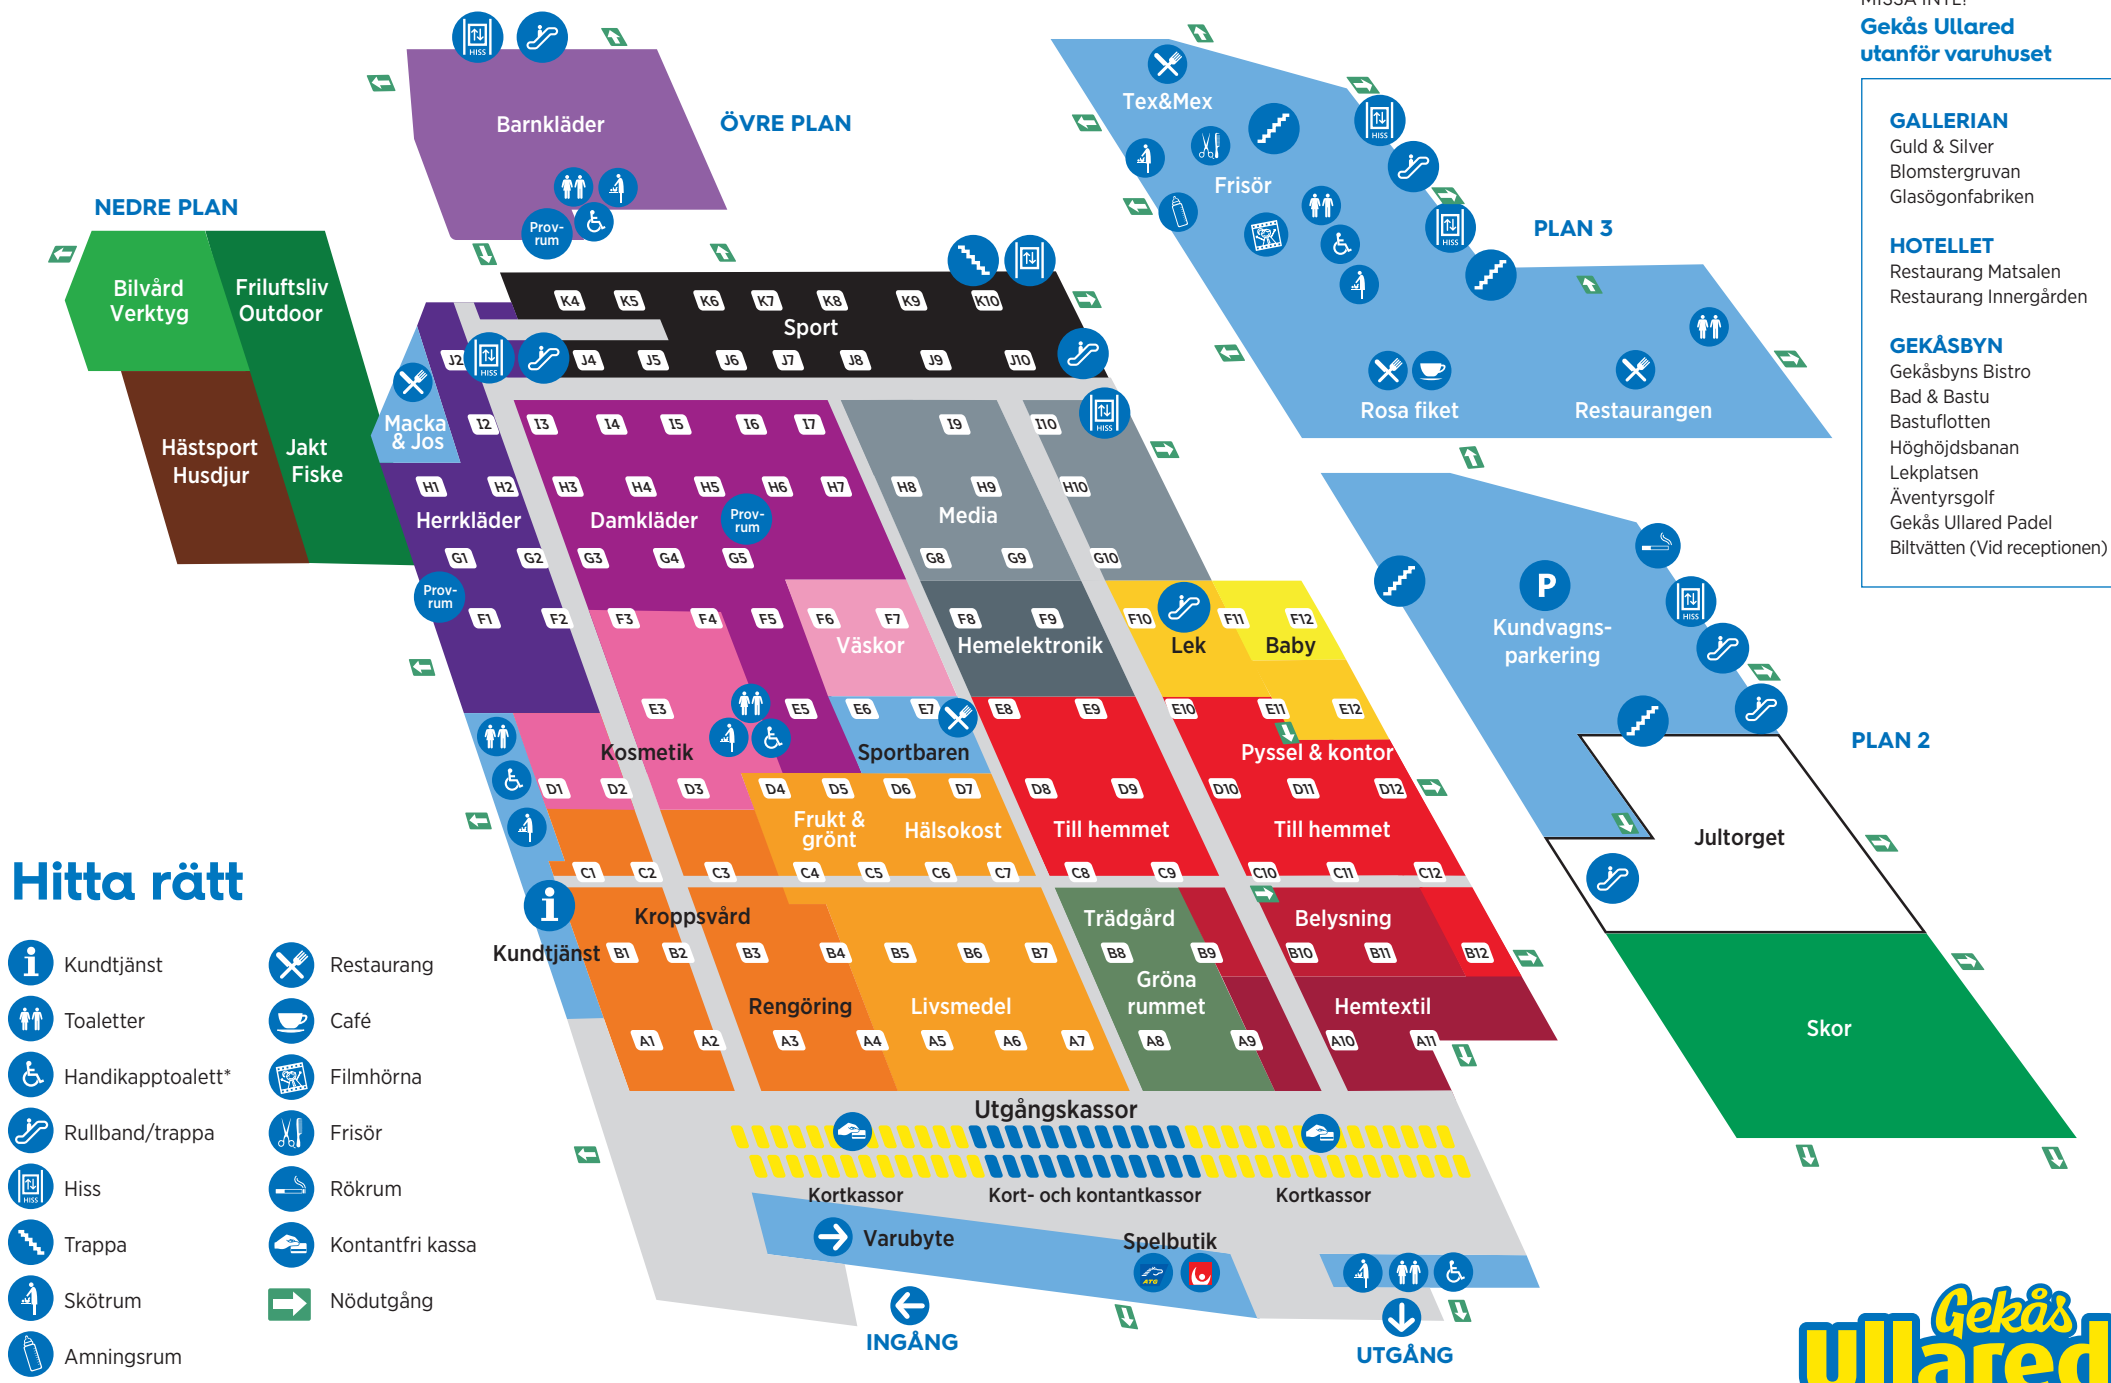 MISSA INTE!
Gekås Ullared
utanför varuhuset
GALLERIAN
Guld & Silver
Blomstergruvan
Glasögonfabriken
HOTELLET
Restaurang Matsalen
Restaurang Innergården
GEKÅSBYN
Gekåsbyns Bistro
Bad & Bastu
Bastuflotten
Höghöjdsbanan
Lekplatsen
Äventyrsgolf
Gekås Ullared Padel
Biltvätten (Vid receptionen)
ÖVRE PLAN
HISS
Barnkläder
Prov-
rum
NEDRE PLAN
Bilvård
Verktyg
Friluftsliv
Outdoor
Hästsport
Husdjur
Jakt
Fiske
PLAN 3
Tex&Mex
HISS
Frisör
HISS
Rosa fiket
Restaurangen
PLAN 2
P
Kundvagns-
parkering
HISS
Jultorget
Skor
HISS
K4 K5 K6 K7 K8 K9 K10
Sport
J2 HISS J4 J5 J6 J7 J8 J9 J10
Macka
& Jos
I2 I3 I4 I5 I6 I7 I9 I10 HISS
H1 H2 H3 H4 H5 H6 H7 H8 H9 H10
Herrkläder
Damkläder
Prov-
rum
Media
G1 G2 G3 G4 G5 G8 G9 G10
Prov-
rum
F1 F2 F3 F4 F5 F6 F7 F8 F9 F10 F11 F12
Väskor
Hemelektronik
Lek
Baby
E3 E5 E6 E7 E8 E9 E10 E11 E12
Kosmetik
Sportbaren
Pyssel & kontor
D1 D2 D3 D4 D5 D6 D7 D8 D9 D10 D11 D12
Frukt &
grönt
Hälsokost
Till hemmet
Till hemmet
C1 C2 C3 C4 C5 C6 C7 C8 C9 C10 C11 C12
Kroppsvård
Trädgård
Belysning
Kundtjänst
B1 B2 B3 B4 B5 B6 B7 B8 B9 B10 B11 B12
Rengöring
Livsmedel
Gröna
rummet
Hemtextil
A1 A2 A3 A4 A5 A6 A7 A8 A9 A10 A11
Utgångskassor
Kortkassor
Kort- och kontantkassor
Kortkassor
Varubyte
Spelbutik
ATG
INGÅNG
UTGÅNG
Hitta rätt
Kundtjänst
Toaletter
Handikapptoalett*
Rullband/trappa
HISS
Hiss
Trappa
Skötrum
Amningsrum
Restaurang
Café
Filmhörna
Frisör
Rökrum
Kontantfri kassa
Nödutgång
Gekås
Ullared